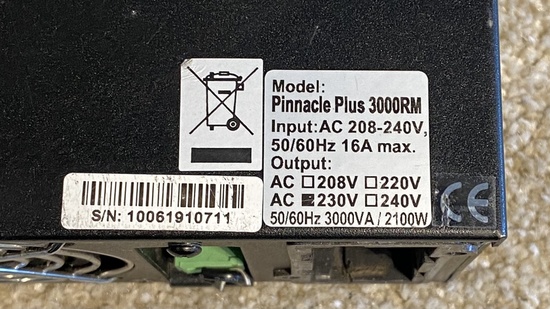 Model:
Pinnacle Plus 3000RM
Input:AC 208-240V,
50/60Hz 16A max.
Output:
AC ☐208V ☐220V
AC ■230V ☐240V
50/60Hz 3000VA / 2100W
CE
S/N: 10061910711